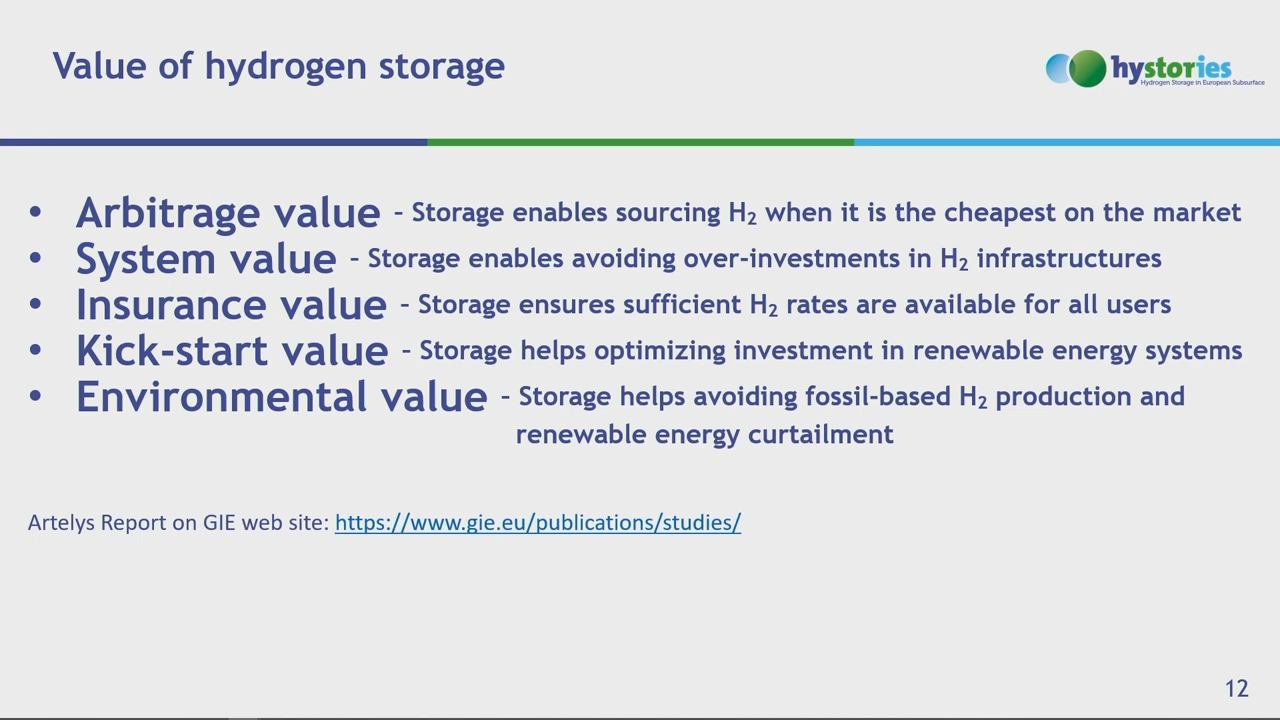 Value of hydrogen storage
hystories
Hydrogen Storage in European Subsurface
• Arbitrage value – Storage enables sourcing H₂ when it is the cheapest on the market
• System value – Storage enables avoiding over-investments in H₂ infrastructures
• Insurance value – Storage ensures sufficient H₂ rates are available for all users
• Kick-start value – Storage helps optimizing investment in renewable energy systems
• Environmental value – Storage helps avoiding fossil-based H₂ production and
renewable energy curtailment
Artelys Report on GIE web site: https://www.gie.eu/publications/studies/
12